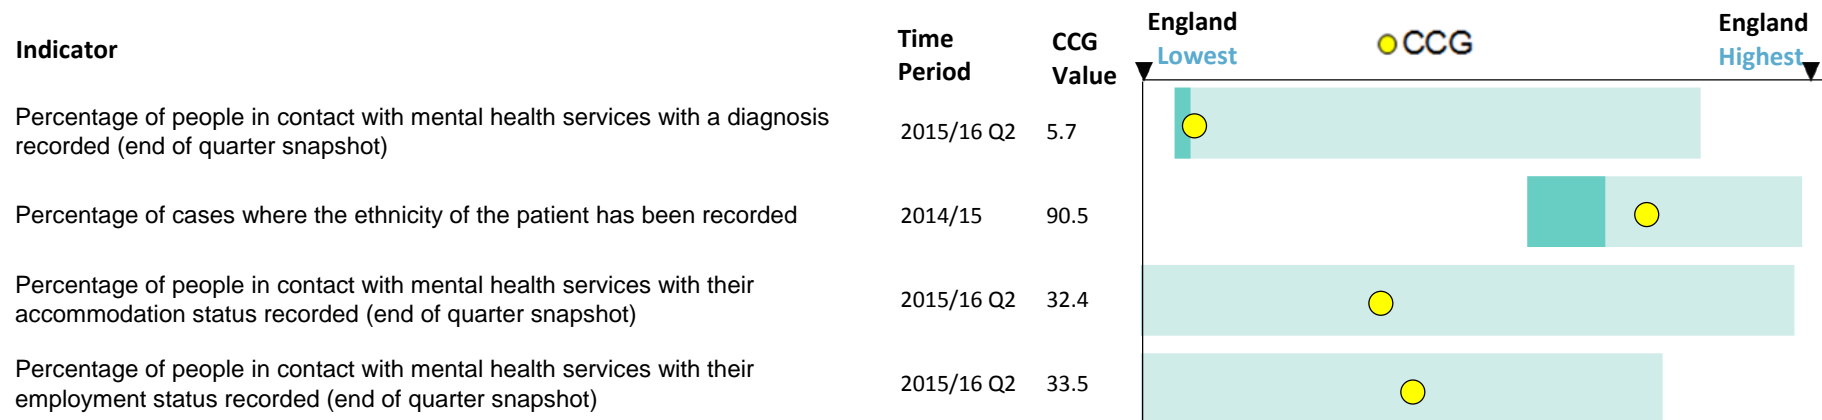 Indicator
Time
Period
CCG
Value
England
Lowest
CCG
England
Highest
Percentage of people in contact with mental health services with a diagnosis
recorded (end of quarter snapshot)
2015/16 Q2
5.7
Percentage of cases where the ethnicity of the patient has been recorded
2014/15
90.5
Percentage of people in contact with mental health services with their
accommodation status recorded (end of quarter snapshot)
2015/16 Q2
32.4
Percentage of people in contact with mental health services with their
employment status recorded (end of quarter snapshot)
2015/16 Q2
33.5